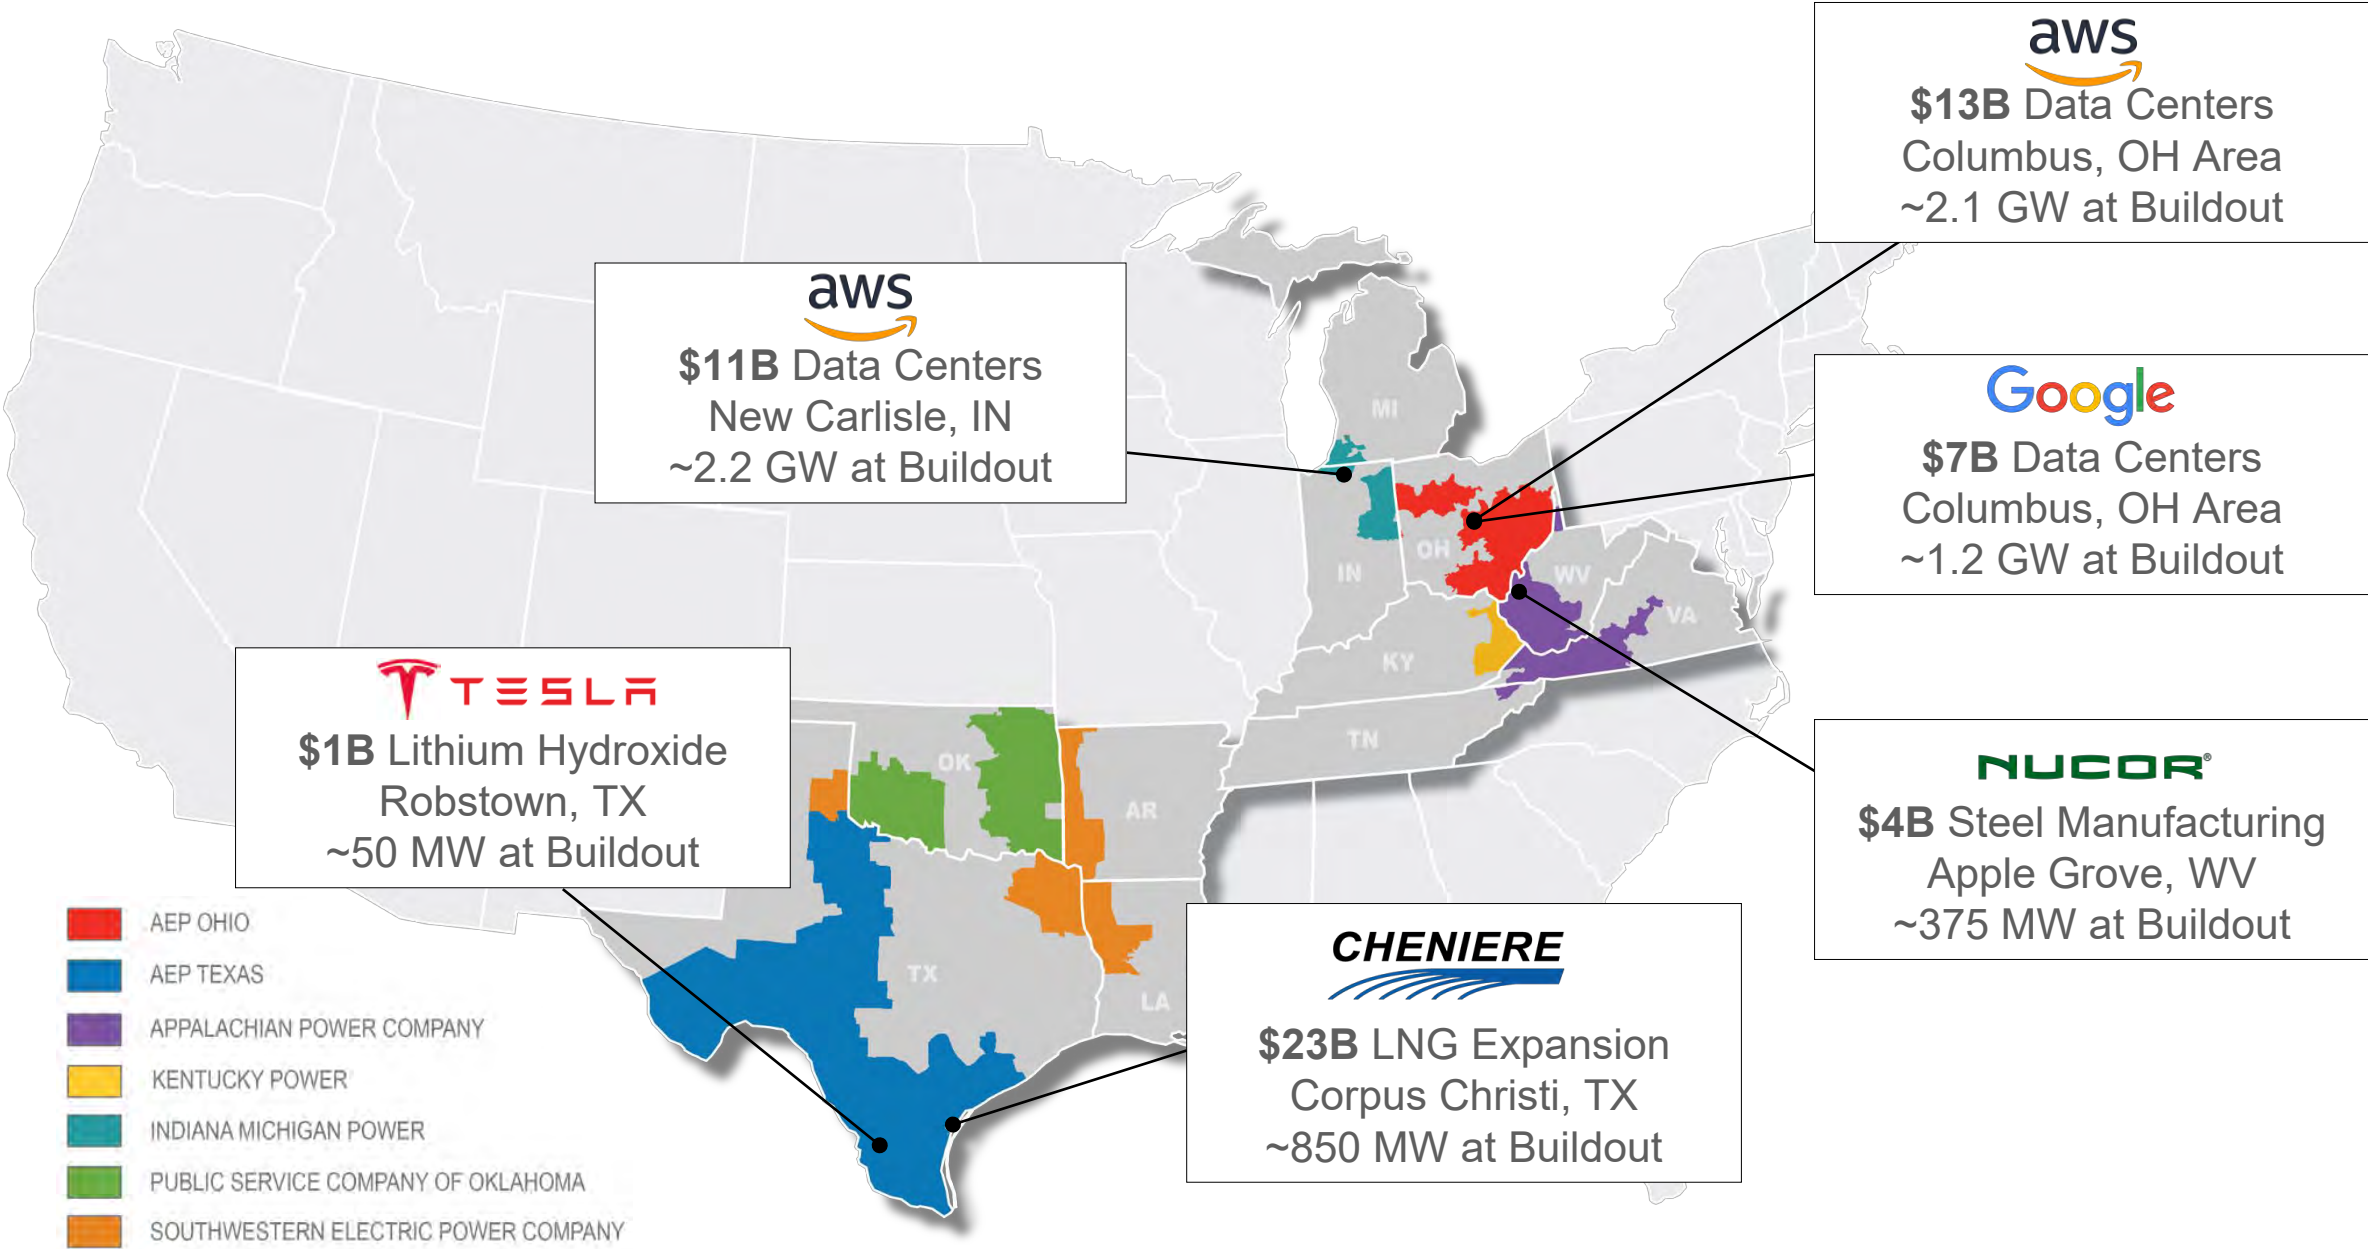 aws
$13B Data Centers
Columbus, OH Area
~2.1 GW at Buildout
aws
$11B Data Centers
New Carlisle, IN
~2.2 GW at Buildout
Google
$7B Data Centers
Columbus, OH Area
~1.2 GW at Buildout
TESLA
$1B Lithium Hydroxide
Robstown, TX
~50 MW at Buildout
NUCOR®
$4B Steel Manufacturing
Apple Grove, WV
~375 MW at Buildout
CHENIERE
$23B LNG Expansion
Corpus Christi, TX
~850 MW at Buildout
MI
OH
IN
WV
VA
KY
TN
OK
AR
TX
LA
AEP OHIO
AEP TEXAS
APPALACHIAN POWER COMPANY
KENTUCKY POWER
INDIANA MICHIGAN POWER
PUBLIC SERVICE COMPANY OF OKLAHOMA
SOUTHWESTERN ELECTRIC POWER COMPANY